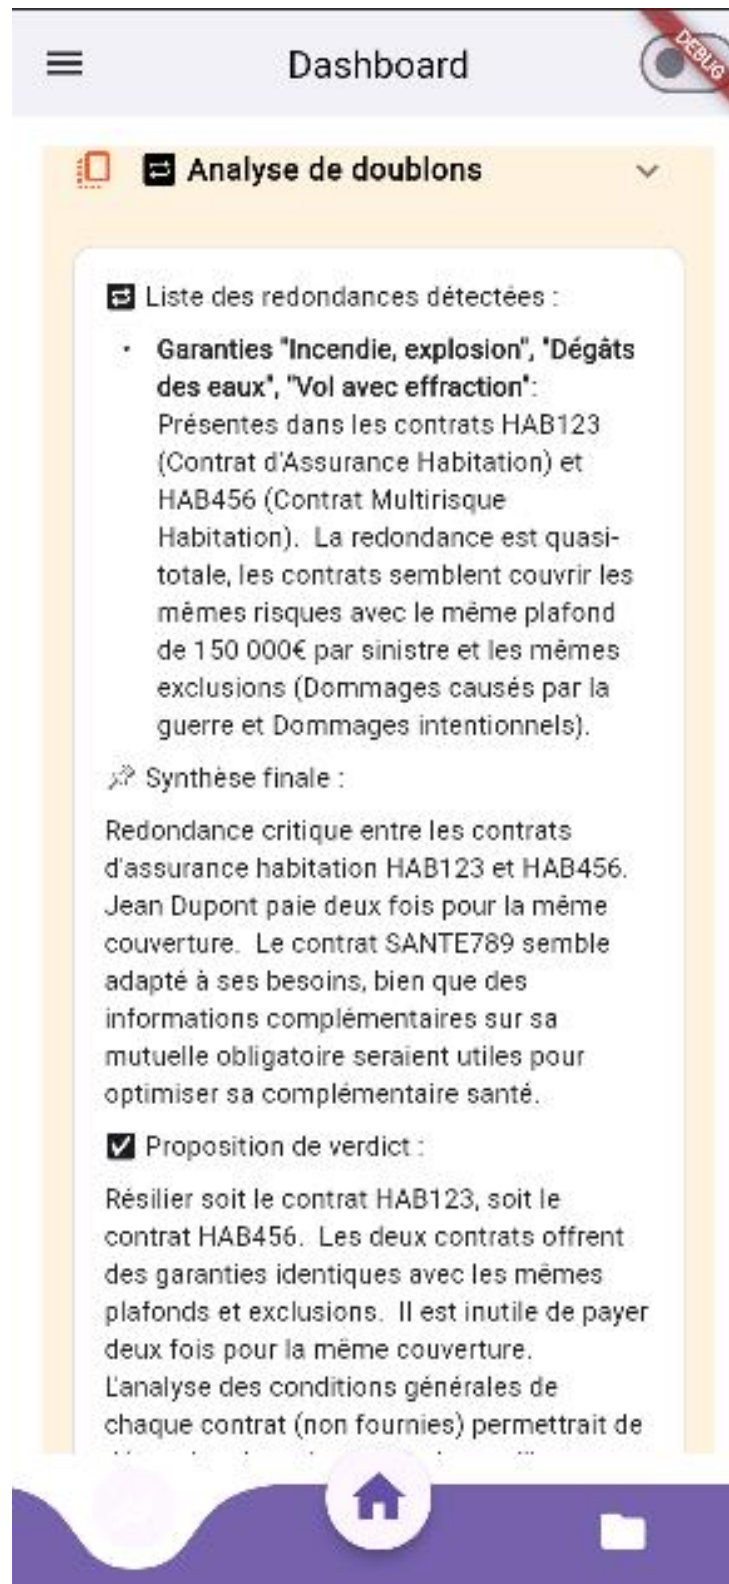 Dashboard
DEBUG
🔁 Analyse de doublons
🔁 Liste des redondances détectées :
• Garanties "Incendie, explosion", "Dégâts
des eaux", "Vol avec effraction":
Présentes dans les contrats HAB123
(Contrat d'Assurance Habitation) et
HAB456 (Contrat Multirisque
Habitation). La redondance est quasi-
totale, les contrats semblent couvrir les
mêmes risques avec le même plafond
de 150 000€ par sinistre et les mêmes
exclusions (Dommages causés par la
guerre et Dommages intentionnels).
📌 Synthèse finale :
Redondance critique entre les contrats
d'assurance habitation HAB123 et HAB456.
Jean Dupont paie deux fois pour la même
couverture. Le contrat SANTE789 semble
adapté à ses besoins, bien que des
informations complémentaires sur sa
mutuelle obligatoire seraient utiles pour
optimiser sa complémentaire santé.
☑ Proposition de verdict :
Résilier soit le contrat HAB123, soit le
contrat HAB456. Les deux contrats offrent
des garanties identiques avec les mêmes
plafonds et exclusions. Il est inutile de payer
deux fois pour la même couverture.
L'analyse des conditions générales de
chaque contrat (non fournies) permettrait de